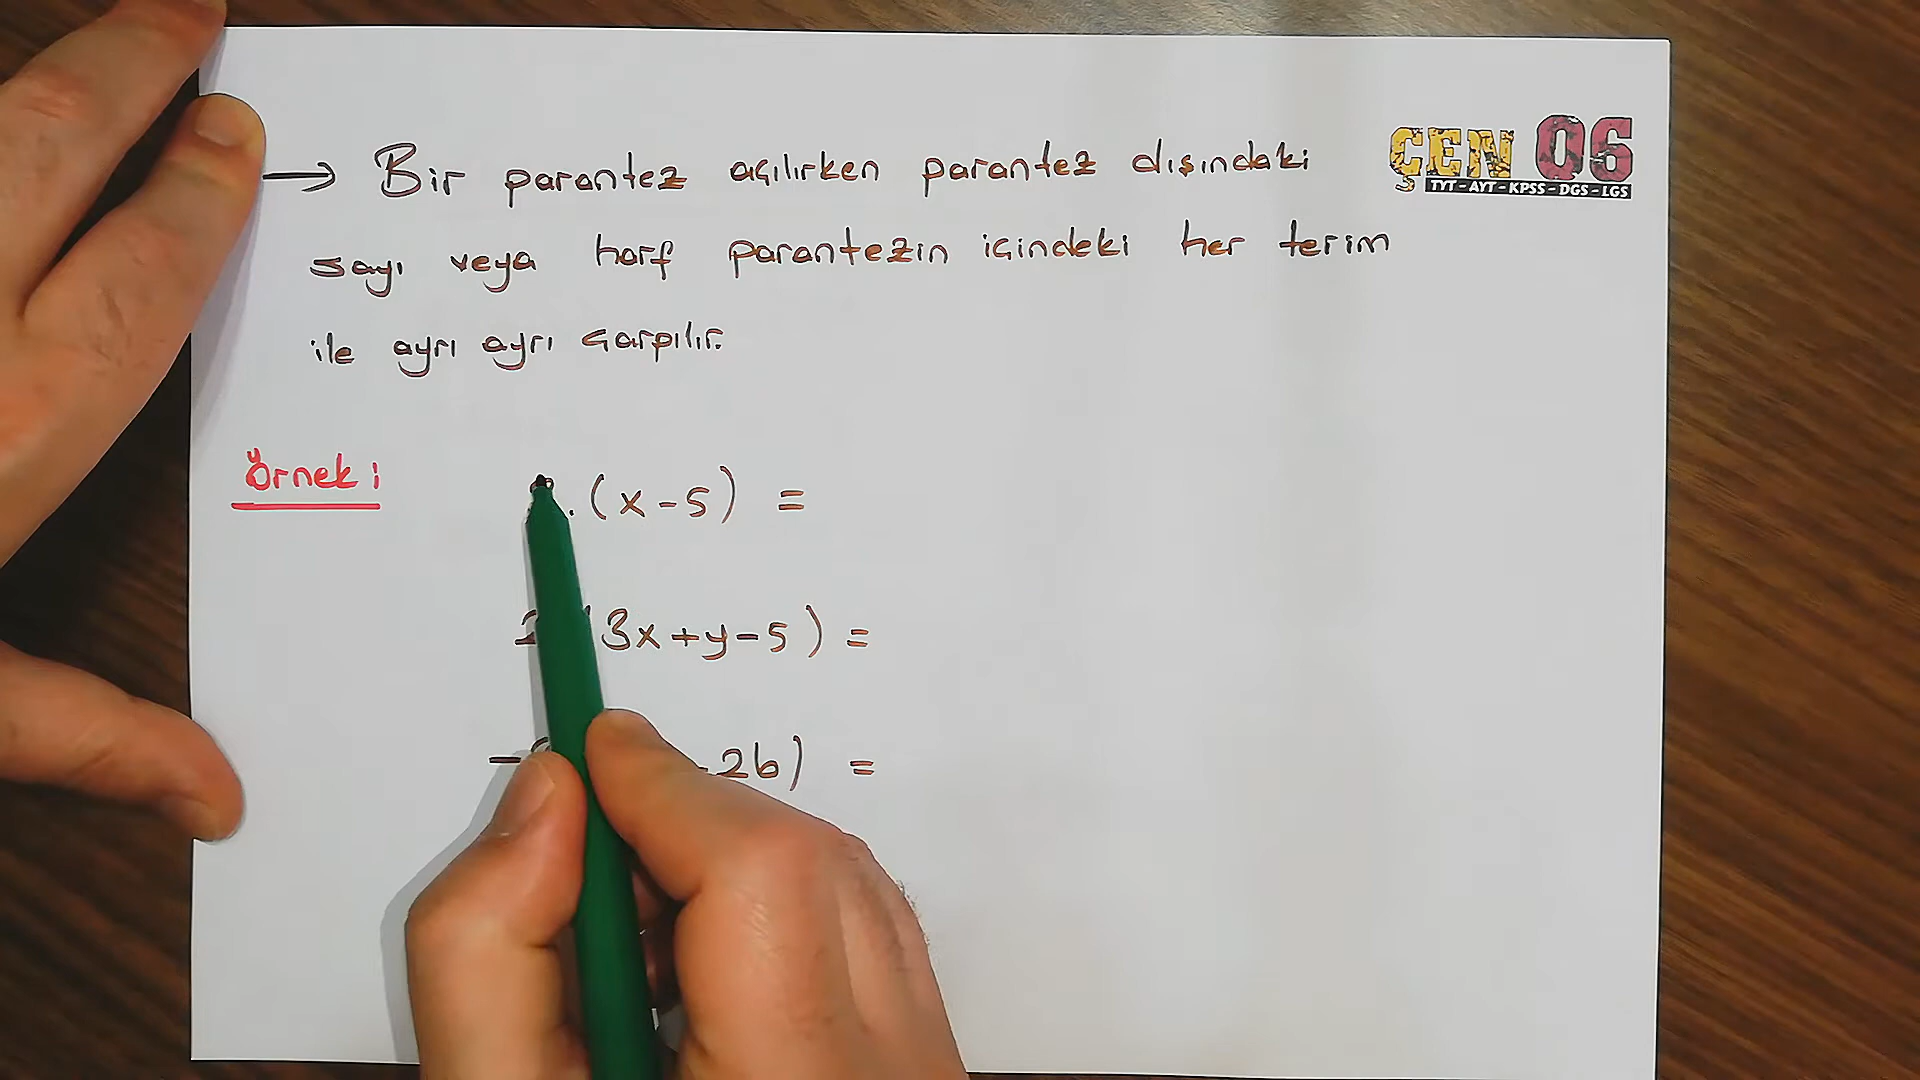 → Bir parantez açılırken parantez dışındaki
ÇEN 06
TYT - AYT - KPSS - DGS - LGS
sayı veya harf parantezin içindeki her terim
ile ayrı ayrı çarpılır.
Örnek:
. (x-5) =
3x+y-5) =
-2b) =